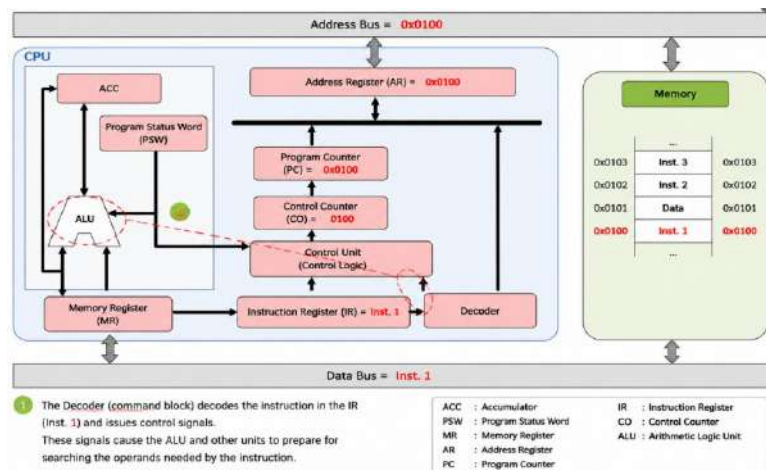 Address Bus = 0x0100
CPU
ACC
Address Register (AR) = 0x0100
Memory
Program Status Word
(PSW)
Program Counter
(PC) = 0x0100
...
0x0103 Inst. 3 0x0103
0x0102 Inst. 2 0x0102
0x0101 Data 0x0101
0x0100 Inst. 1 0x0100
...
Control Counter
(CO) = 0100
ALU
Control Unit
(Control Logic)
Memory Register
(MR)
Instruction Register (IR) = Inst. 1
Decoder
Data Bus = Inst. 1
1 The Decoder (command block) decodes the instruction in the IR
(Inst. 1) and issues control signals.
These signals cause the ALU and other units to prepare for
searching the operands needed by the instruction.
ACC : Accumulator
PSW : Program Status Word
MR : Memory Register
AR : Address Register
PC : Program Counter
IR : Instruction Register
CO : Control Counter
ALU : Arithmetic Logic Unit